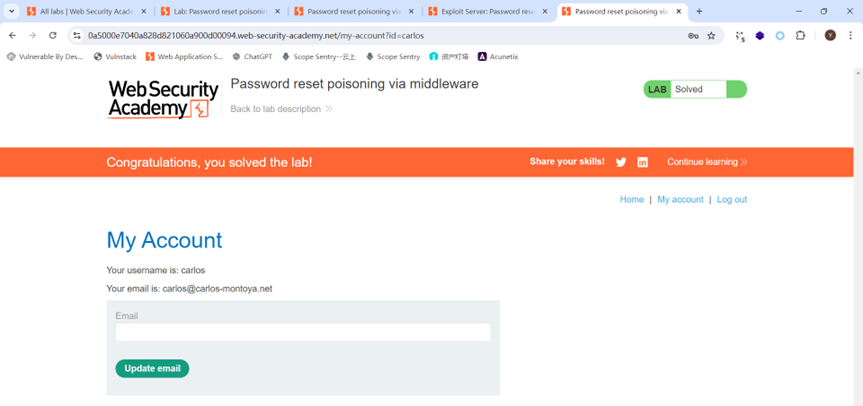 All labs | Web Security Acade
Lab: Password reset poisonin
Password reset poisoning via
Exploit Server: Password rese
Password reset poisoning via
0a5000e7040a828d821060a900d00094.web-security-academy.net/my-account?id=carlos
Vulnerable By Des...
Vulnstack
Web Application S...
ChatGPT
Scope Sentry--云上
Scope Sentry
资产灯塔
Acunetix
Web Security
Academy
Password reset poisoning via middleware
Back to lab description
LAB Solved
Congratulations, you solved the lab!
Share your skills!
Continue learning
Home | My account | Log out
My Account
Your username is: carlos
Your email is: carlos@carlos-montoya.net
Email
Update email